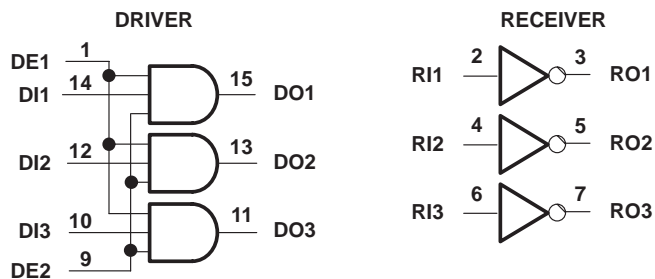 DRIVER
DE1 1
DI1 14
15 DO1
DI2 12
13 DO2
DI3 10
11 DO3
DE2 9
RECEIVER
RI1 2 3 RO1
RI2 4 5 RO2
RI3 6 7 RO3